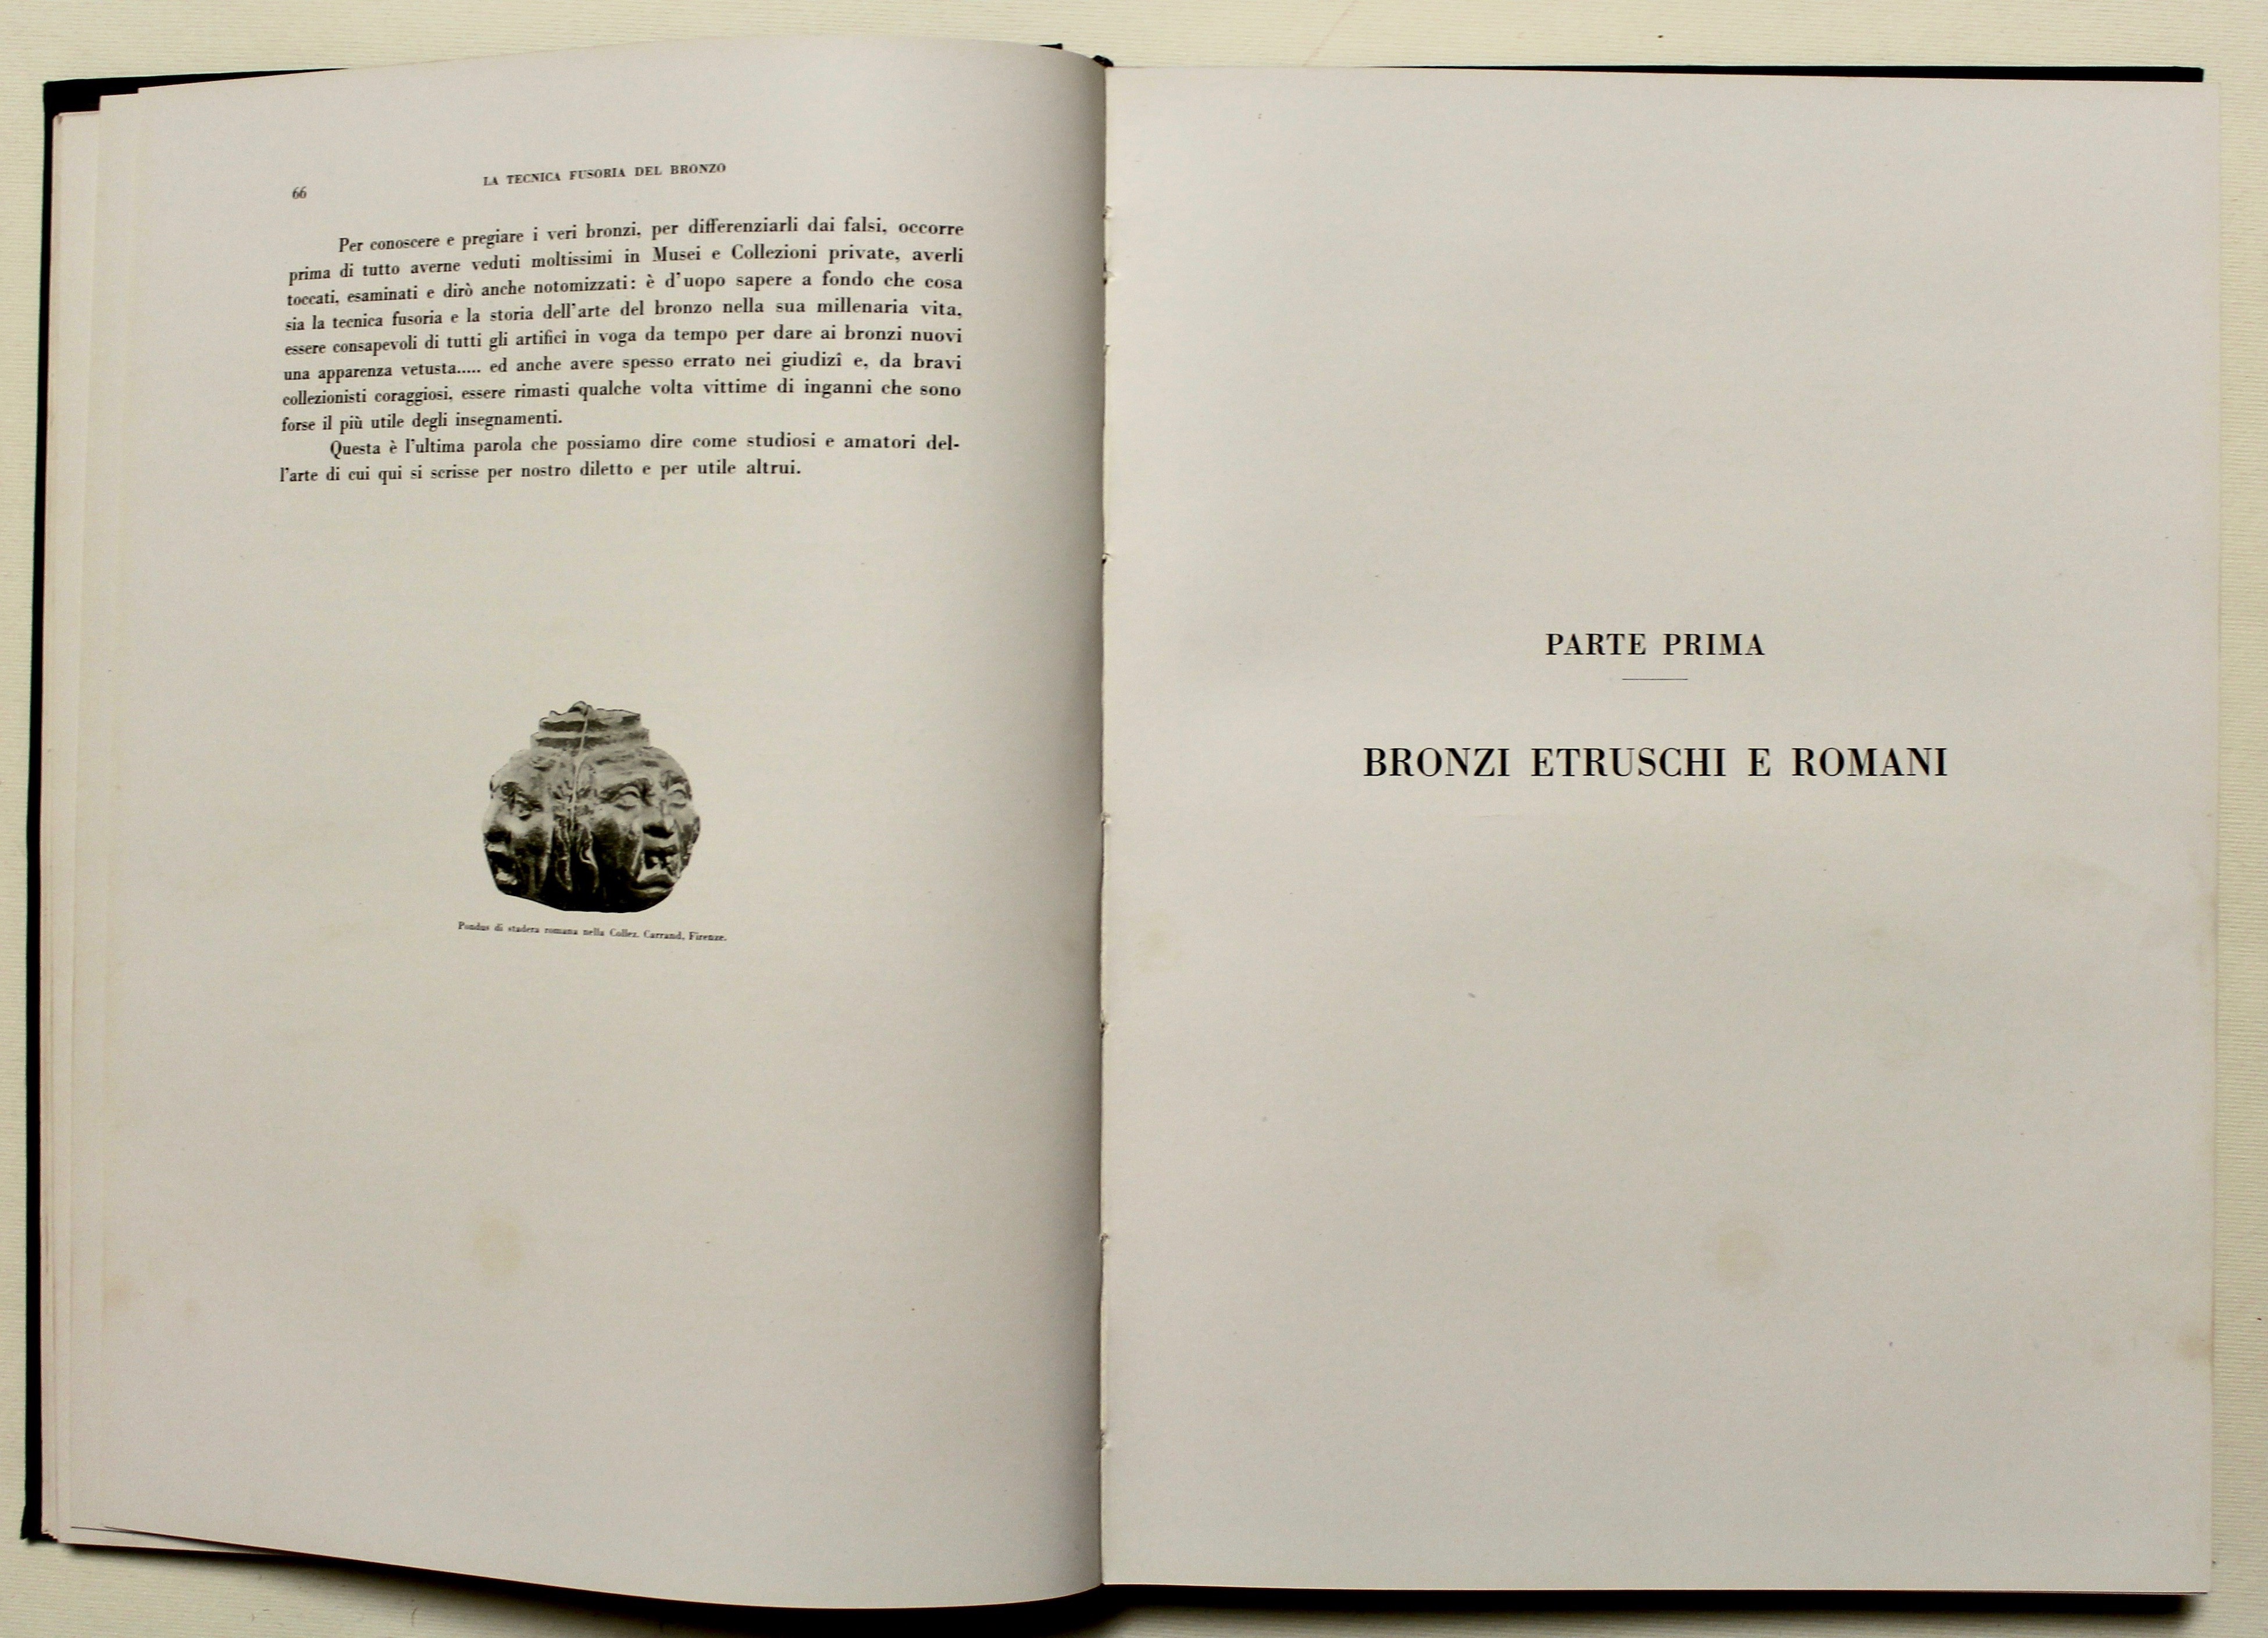 66
LA TECNICA FUSORIA DEL BRONZO
Per conoscere e pregiare i veri bronzi, per differenziarli dai falsi, occorre
prima di tutto averne veduti moltissimi in Musei e Collezioni private, averli
toccati, esaminati e dirò anche notomizzati: è d'uopo sapere a fondo che cosa
sia la tecnica fusoria e la storia dell'arte del bronzo nella sua millenaria vita,
essere consapevoli di tutti gli artifici in voga da tempo per dare ai bronzi nuovi
una apparenza vetusta..... ed anche avere spesso errato nei giudizî e, da bravi
collezionisti coraggiosi, essere rimasti qualche volta vittime di inganni che sono
forse il più utile degli insegnamenti.
Questa è l'ultima parola che possiamo dire come studiosi e amatori del-
l'arte di cui qui si scrisse per nostro diletto e per utile altrui.
Pondus di stadera romana nella Collez. Carrand, Firenze.
PARTE PRIMA
BRONZI ETRUSCHI E ROMANI